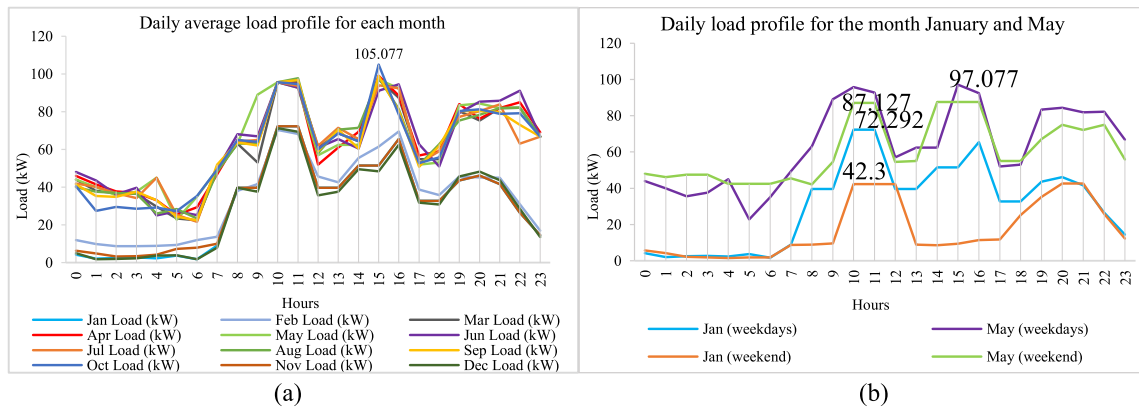 Daily average load profile for each month
120
100
80
60
40
20
0
Load (kW)
105.077
0 1 2 3 4 5 6 7 8 9 10 11 12 13 14 15 16 17 18 19 20 21 22 23
Hours
Jan Load (kW) Feb Load (kW) Mar Load (kW)
Apr Load (kW) May Load (kW) Jun Load (kW)
Jul Load (kW) Aug Load (kW) Sep Load (kW)
Oct Load (kW) Nov Load (kW) Dec Load (kW)
(a)
Daily load profile for the month January and May
120
100
80
60
40
20
0
Load (kW)
97.077
87.127
72.292
42.3
0 1 2 3 4 5 6 7 8 9 10 11 12 13 14 15 16 17 18 19 20 21 22 23
Hours
Jan (weekdays) May (weekdays)
Jan (weekend) May (weekend)
(b)